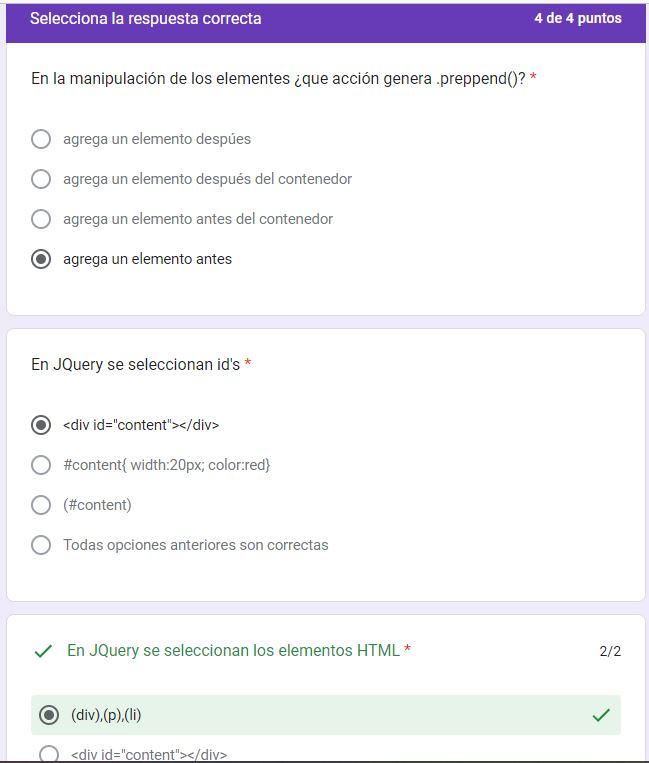 Selecciona la respuesta correcta 4 de 4 puntos
En la manipulación de los elementes ¿que acción genera .preppend()? *
agrega un elemento despúes
agrega un elemento después del contenedor
agrega un elemento antes del contenedor
agrega un elemento antes
En JQuery se seleccionan id's *
<div id="content"></div>
#content{ width:20px; color:red}
(#content)
Todas opciones anteriores son correctas
En JQuery se seleccionan los elementos HTML * 2/2
(div),(p),(li)
<div id="content"></div>